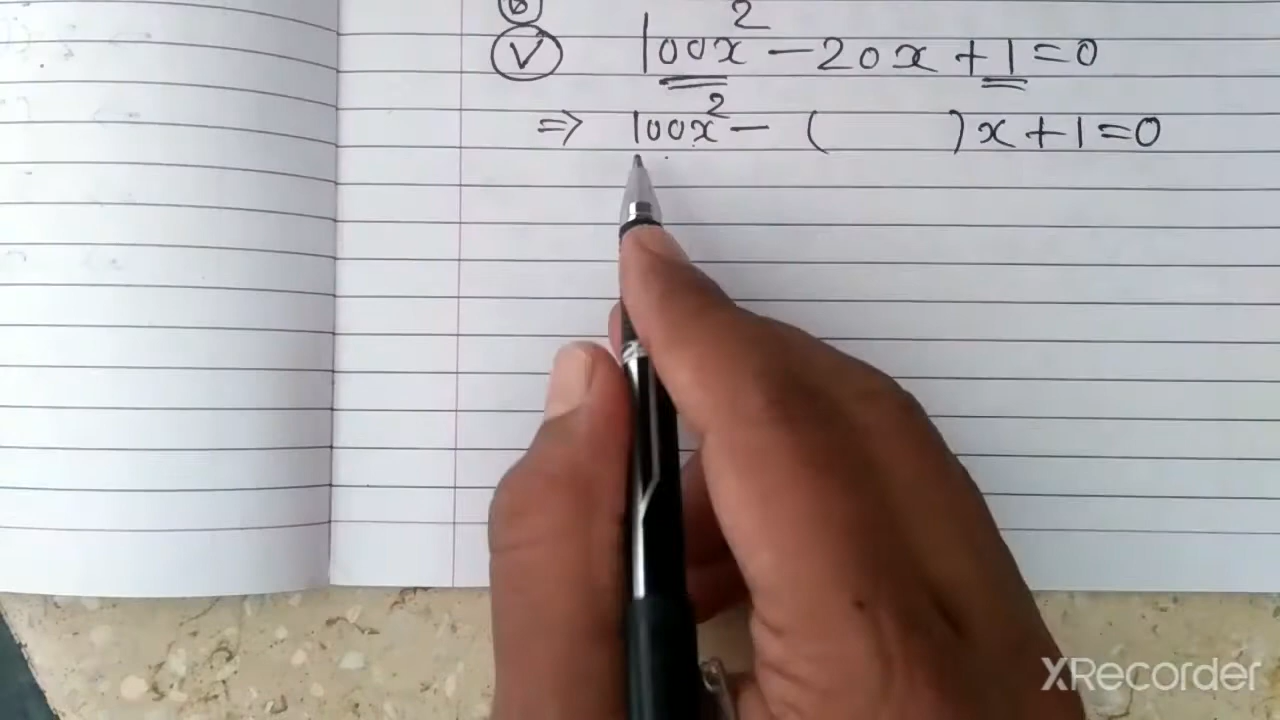 (v) 100x² - 20x + 1 = 0
⇒ 100x² - ( ) x + 1 = 0
XRecorder